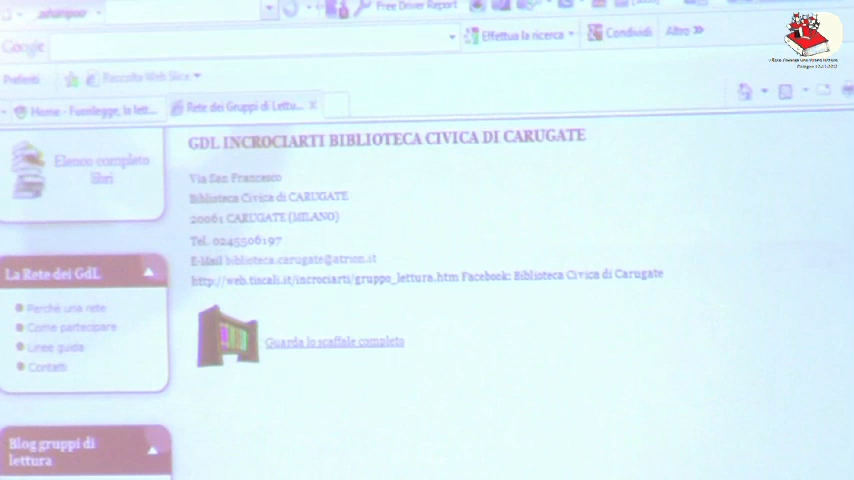 .ashampoo
Free Driver Report
Google
Effettua la ricerca
Condividi
Altro
Preferiti
Raccolta Web Slice
Home - Fuorilegge, la lett...
Rete dei Gruppi di Lettu...
Elenco completo
libri
GDL INCROCIARTI BIBLIOTECA CIVICA DI CARUGATE
Via San Francesco
Biblioteca Civica di CARUGATE
20061 CARUGATE (MILANO)
Tel. 0245506197
E-Mail biblioteca.carugate@atrion.it
http://web.tiscali.it/incrociarti/gruppo_lettura.htm Facebook: Biblioteca Civica di Carugate
Guarda lo scaffale completo
La Rete dei GdL
Perché una rete
Come partecipare
Linee guida
Contatti
Blog gruppi di
lettura